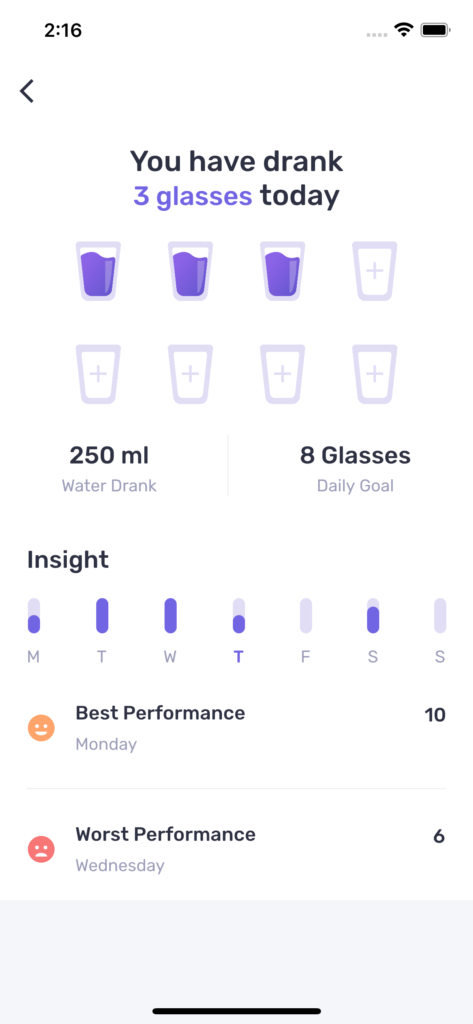 2:16
You have drank
3 glasses today
250 ml
Water Drank
8 Glasses
Daily Goal
Insight
M T W T F S S
Best Performance
10
Monday
Worst Performance
6
Wednesday